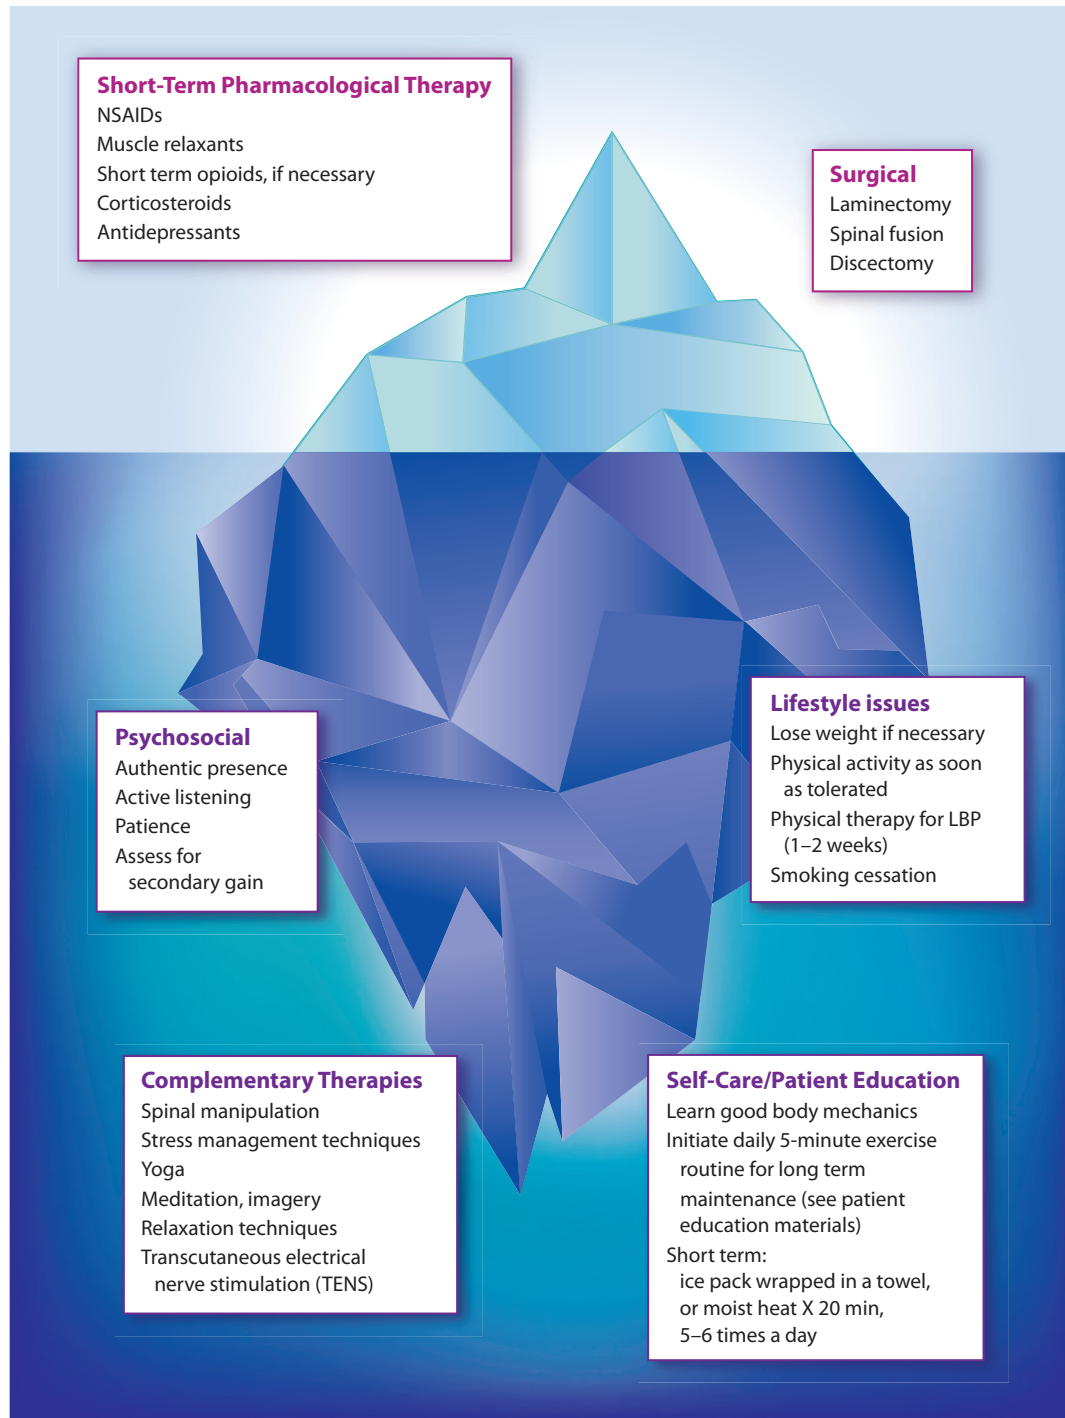 Short-Term Pharmacological Therapy
NSAIDs
Muscle relaxants
Short term opioids, if necessary
Corticosteroids
Antidepressants
Surgical
Laminectomy
Spinal fusion
Discectomy
Psychosocial
Authentic presence
Active listening
Patience
Assess for
secondary gain
Lifestyle issues
Lose weight if necessary
Physical activity as soon
as tolerated
Physical therapy for LBP
(1–2 weeks)
Smoking cessation
Complementary Therapies
Spinal manipulation
Stress management techniques
Yoga
Meditation, imagery
Relaxation techniques
Transcutaneous electrical
nerve stimulation (TENS)
Self-Care/Patient Education
Learn good body mechanics
Initiate daily 5-minute exercise
routine for long term
maintenance (see patient
education materials)
Short term:
ice pack wrapped in a towel,
or moist heat X 20 min,
5–6 times a day